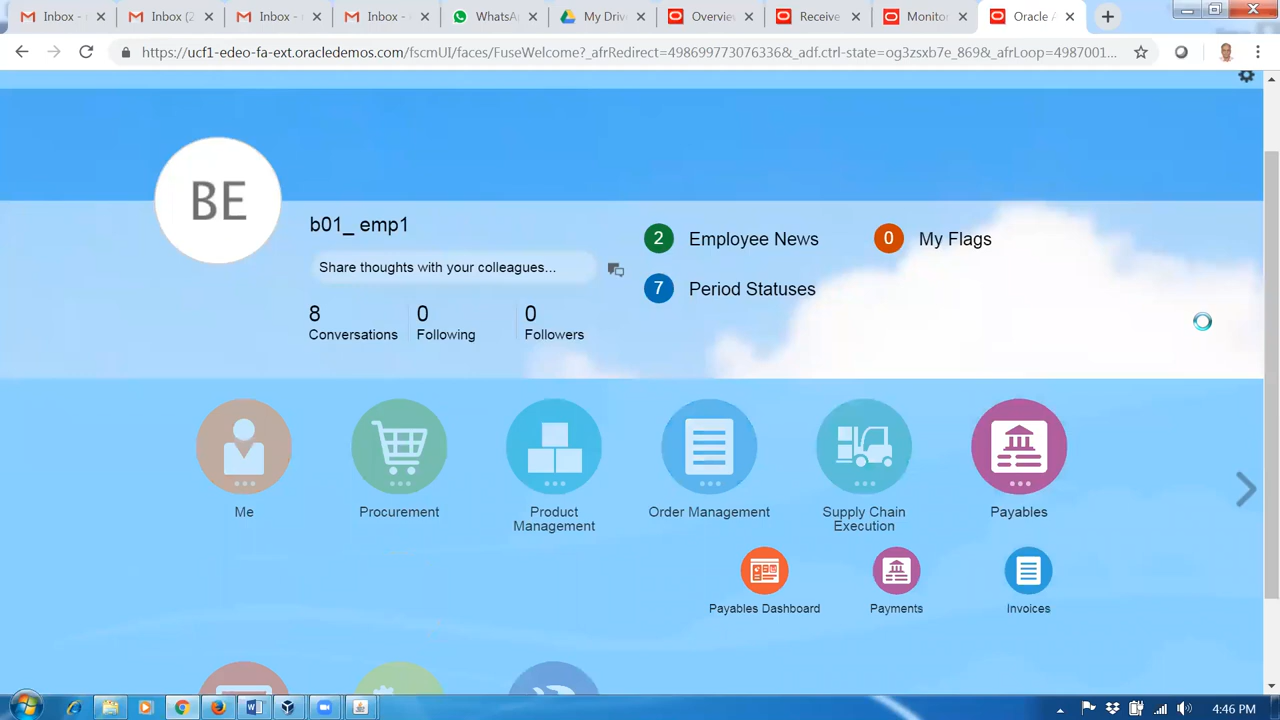 Inbox -
Inbox
Inbox
Inbox -
WhatsA
My Driv
Overvie
Receive
Monitor
Oracle A
https://ucf1-edeo-fa-ext.oracledemos.com/fscmUI/faces/FuseWelcome?_afrRedirect=498699773076336&_adf.ctrl-state=og3zsxb7e_869&_afrLoop=4987001...
BE
b01_ emp1
Share thoughts with your colleagues...
8
Conversations
0
Following
0
Followers
2 Employee News
0 My Flags
7 Period Statuses
Me
Procurement
Product
Management
Order Management
Supply Chain
Execution
Payables
Payables Dashboard
Payments
Invoices
4:46 PM